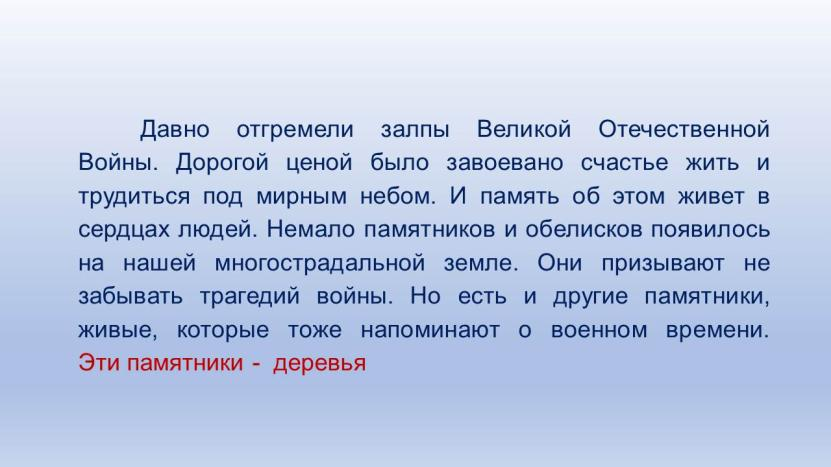 Давно отгремели залпы Великой Отечественной
Войны. Дорогой ценой было завоевано счастье жить и
трудиться под мирным небом. И память об этом живет в
сердцах людей. Немало памятников и обелисков появилось
на нашей многострадальной земле. Они призывают не
забывать трагедий войны. Но есть и другие памятники,
живые, которые тоже напоминают о военном времени.
Эти памятники - деревья